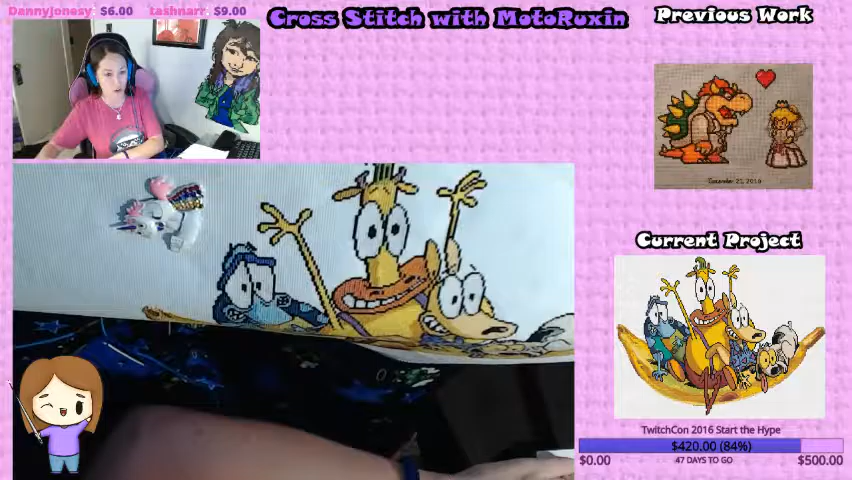 DannyJonesy $6.00 tashnarr $9.00
Cross Stitch with MotoRuxin
Previous Work
Current Project
TwitchCon 2016 Start the Hype
$420.00 (84%)
$0.00 47 DAYS TO GO $500.00